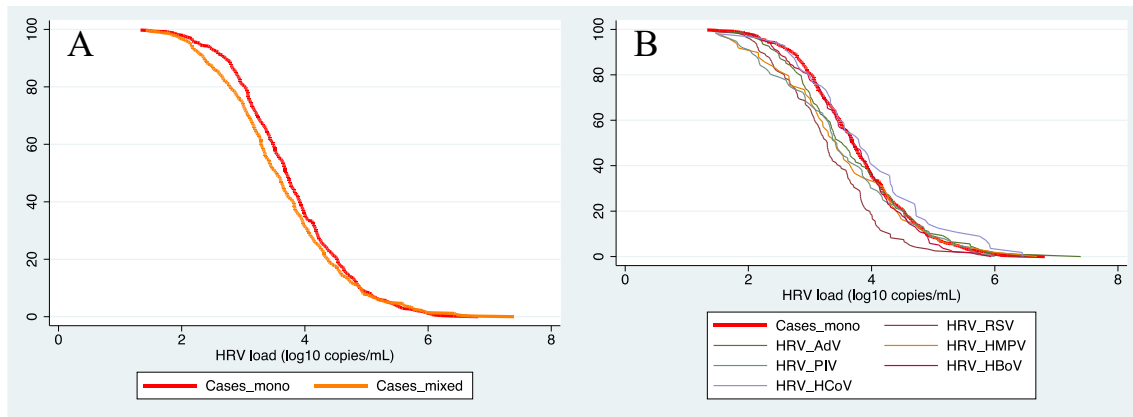 A
100
80
60
40
20
0
0 2 4 6 8
HRV load (log10 copies/mL)
Cases_mono Cases_mixed
B
100
80
60
40
20
0
0 2 4 6 8
HRV load (log10 copies/mL)
Cases_mono HRV_RSV
HRV_AdV HRV_HMPV
HRV_PIV HRV_HBoV
HRV_HCoV